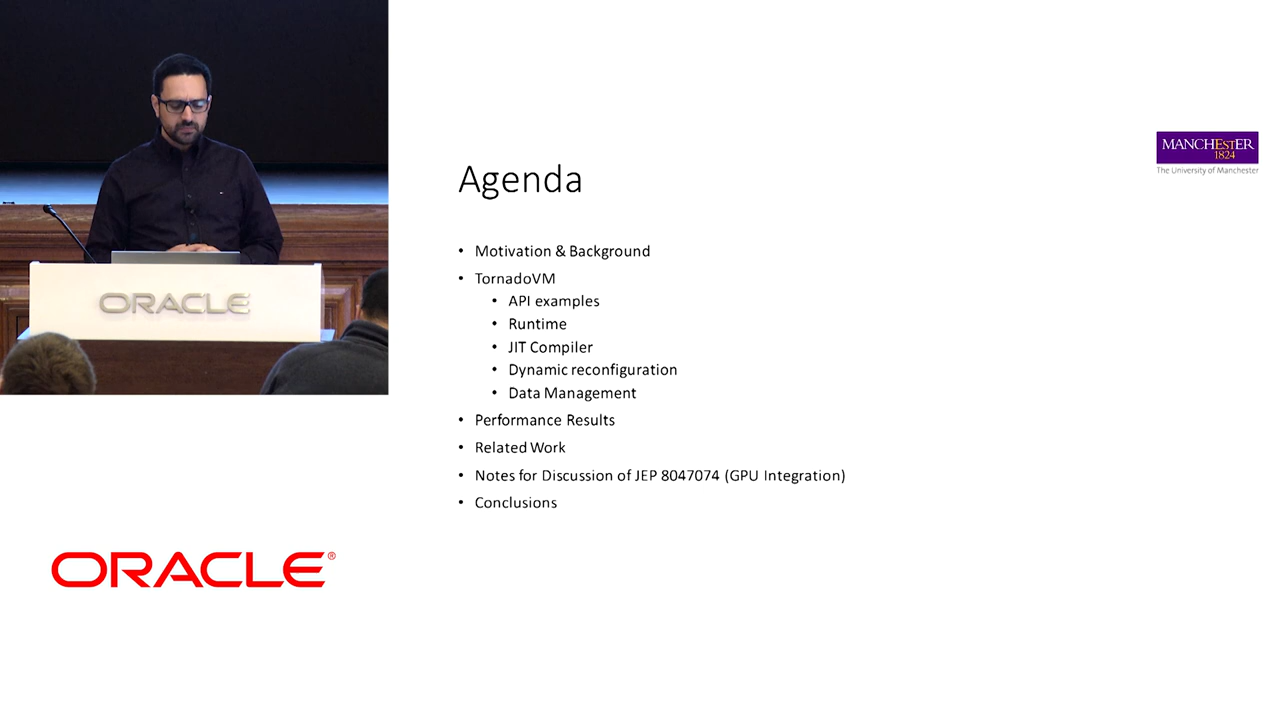 ORACLE
Agenda
• Motivation & Background
• TornadoVM
• API examples
• Runtime
• JIT Compiler
• Dynamic reconfiguration
• Data Management
• Performance Results
• Related Work
• Notes for Discussion of JEP 8047074 (GPU Integration)
• Conclusions
MANCHESTER
1824
The University of Manchester
ORACLE®